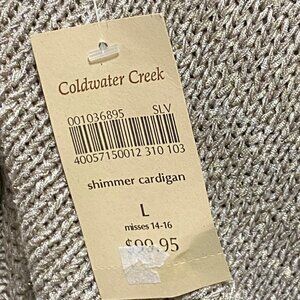 Coldwater Creek
001036895 SLV
40057150012 310 103
shimmer cardigan
L
misses 14-16